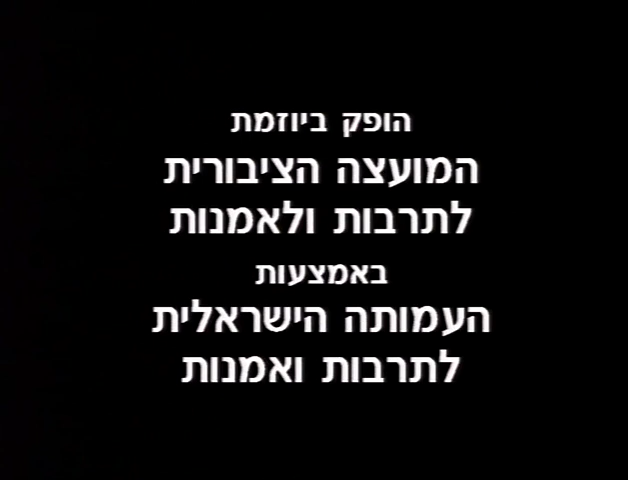 הופק ביוזמת
המועצה הציבורית
לתרבות ולאמנות
באמצעות
העמותה הישראלית
לתרבות ואמנות